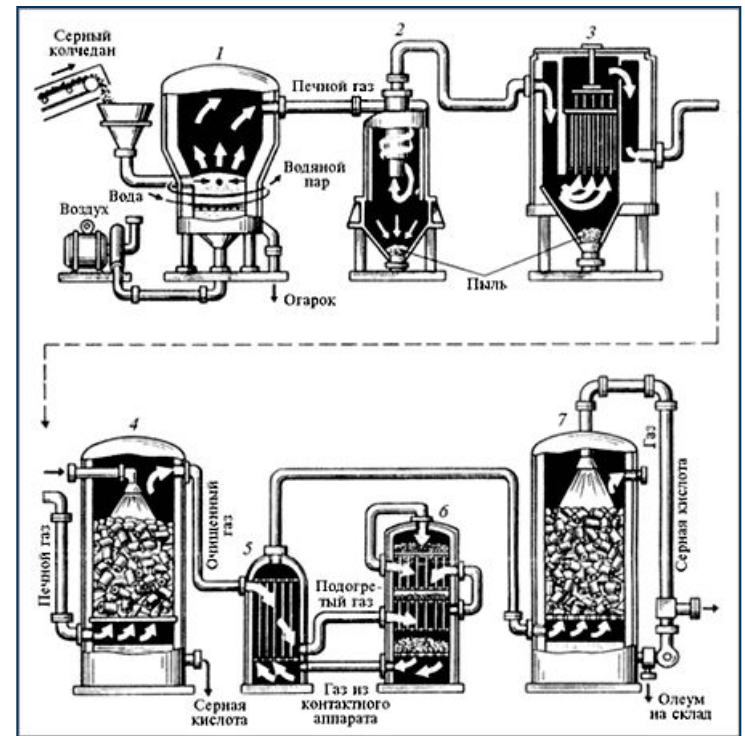 Серный
колчедан
1
2
3
Печной газ
Водяной
пар
Вода
Воздух
Огарок
Пыль
4
Печной газ
Очищенный
газ
5
Подогре-
тый газ
6
7
Газ
Серная кислота
Серная
кислота
Газ из
контактного
аппарата
Олеум
на склад